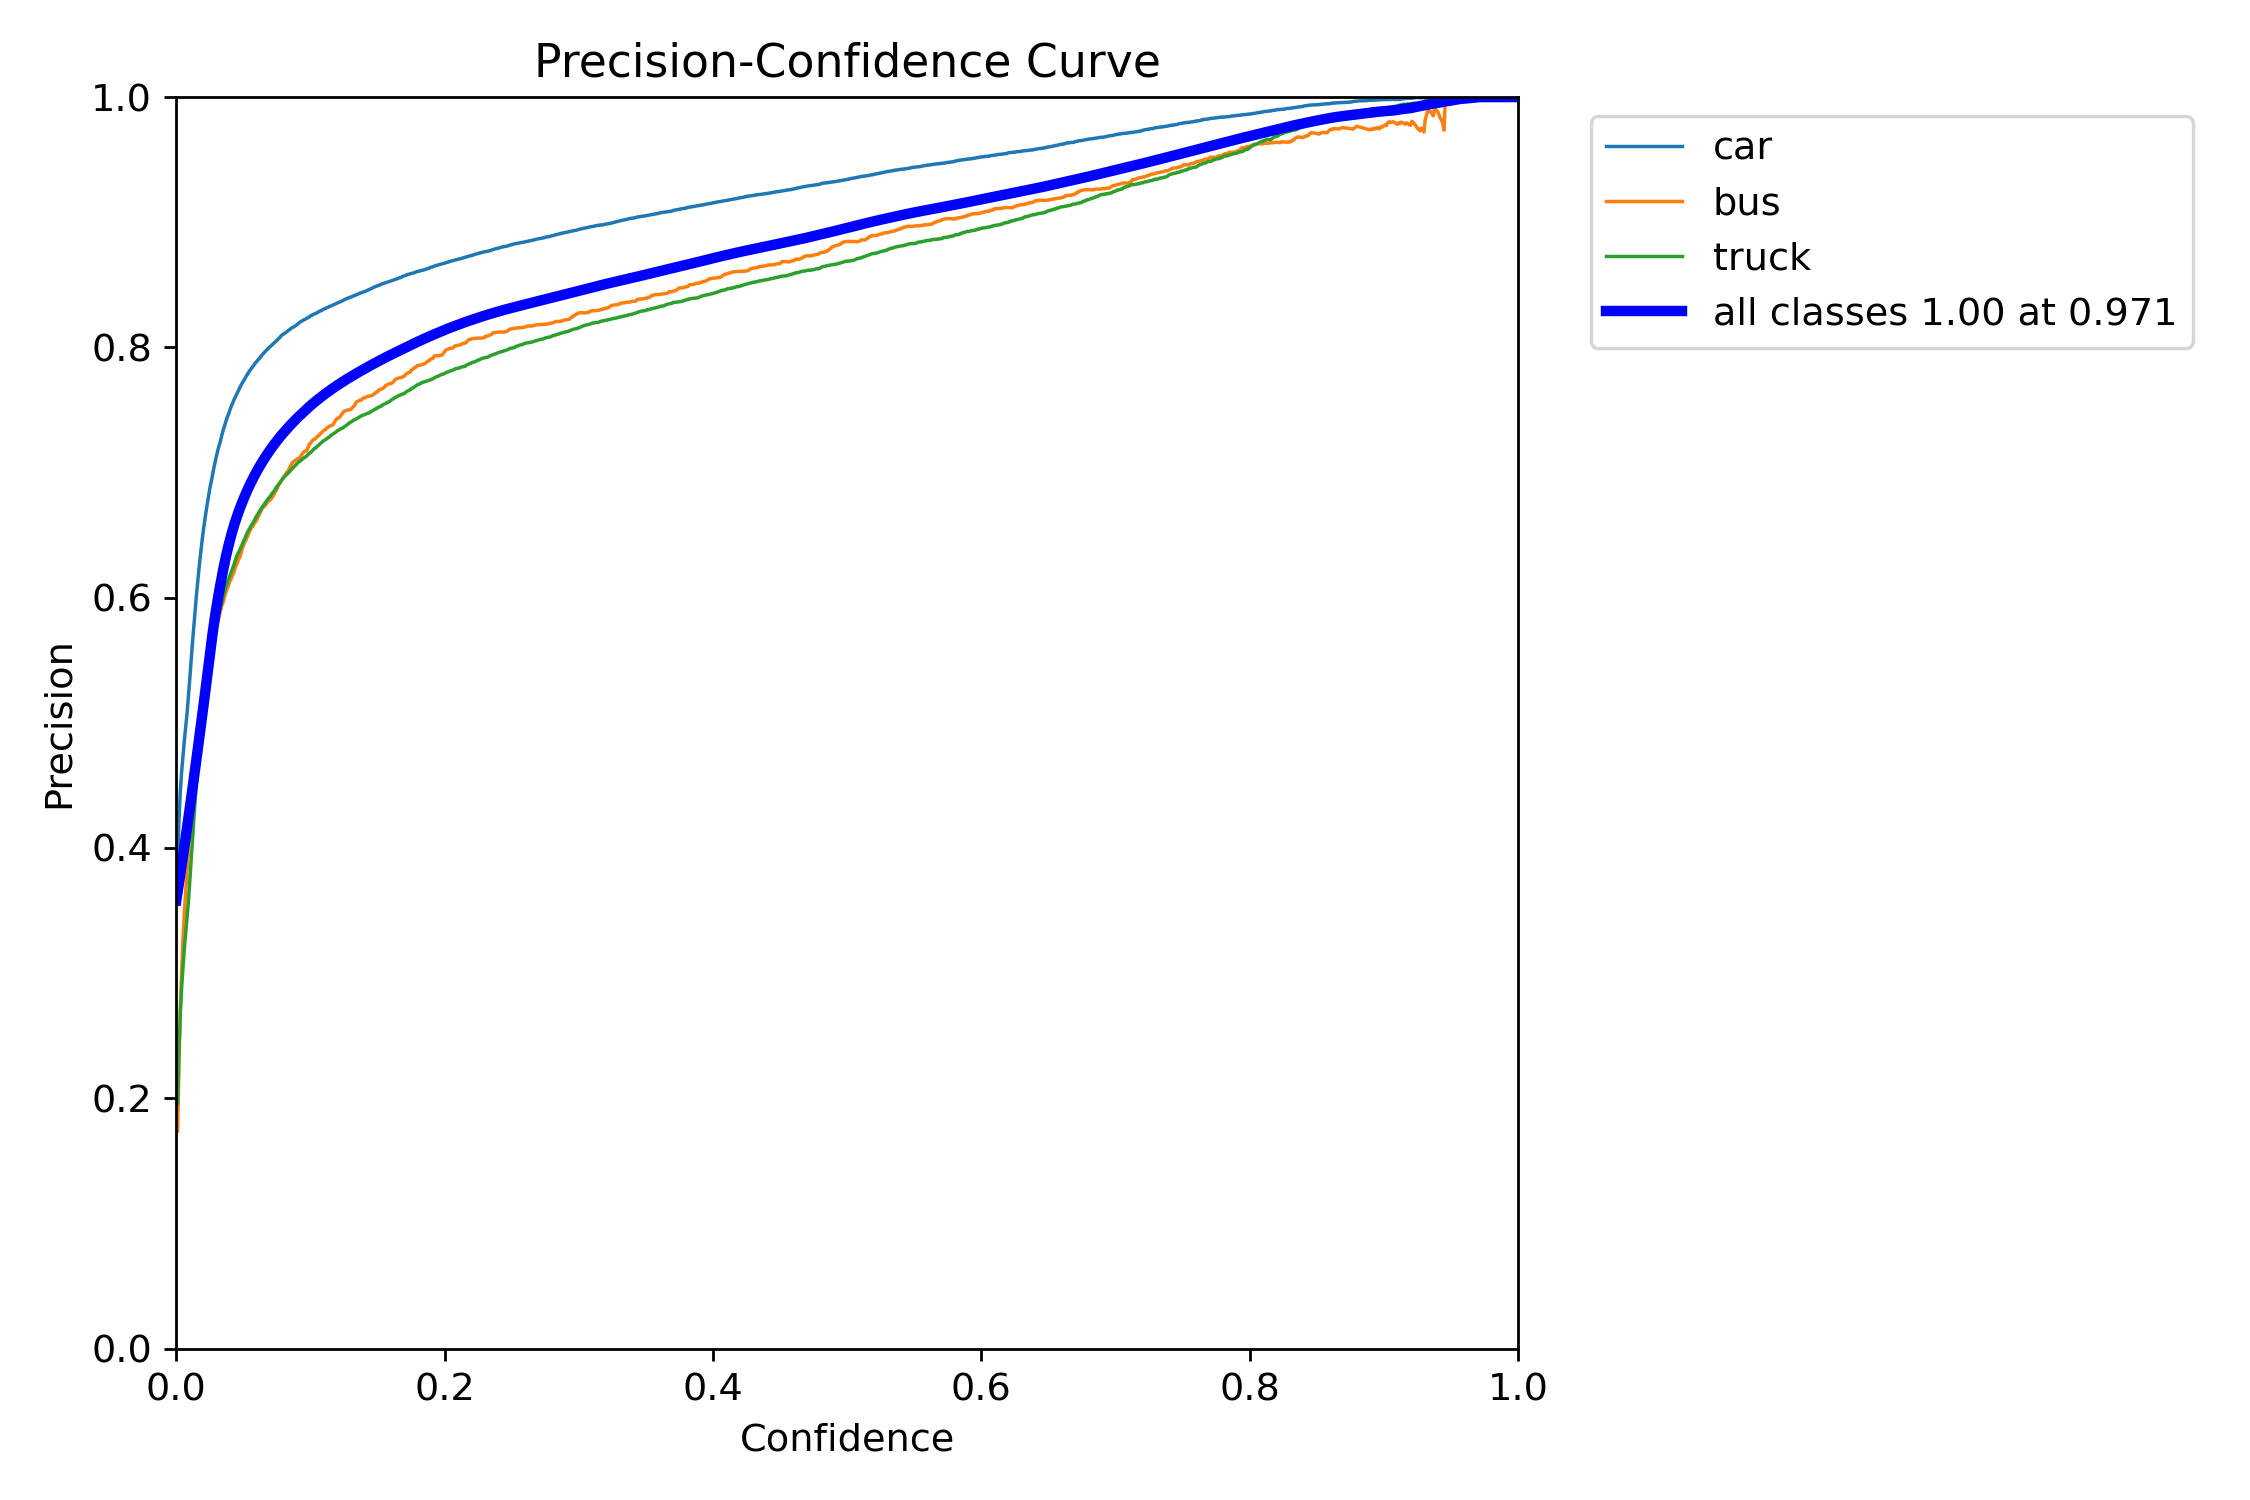 Precision-Confidence Curve
1.0
0.8
0.6
0.4
0.2
0.0
Precision
0.0 0.2 0.4 0.6 0.8 1.0
Confidence
car
bus
truck
all classes 1.00 at 0.971